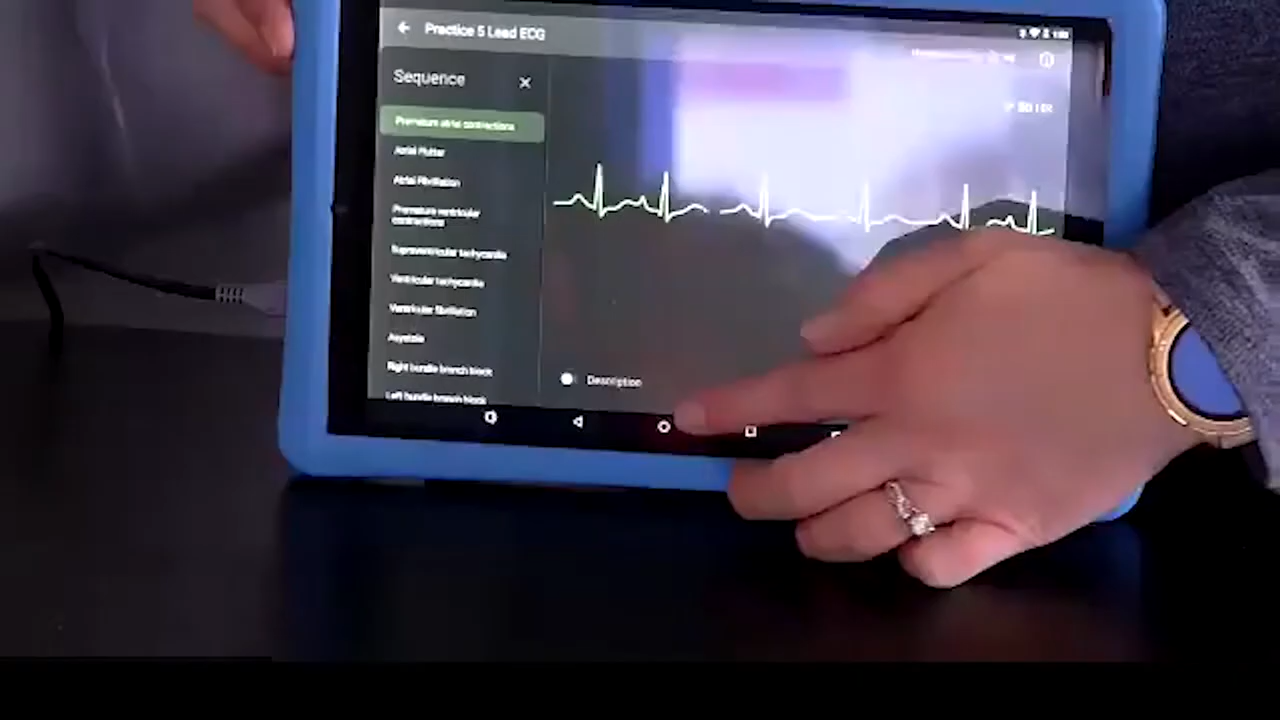 Practice 5 Lead ECG
Sequence
Premature atrial contractions
Atrial Flutter
Atrial Fibrillation
Premature ventricular
contractions
Supraventricular tachycardia
Ventricular tachycardia
Ventricular fibrillation
Asystole
Right bundle branch block
Left bundle branch block
Description